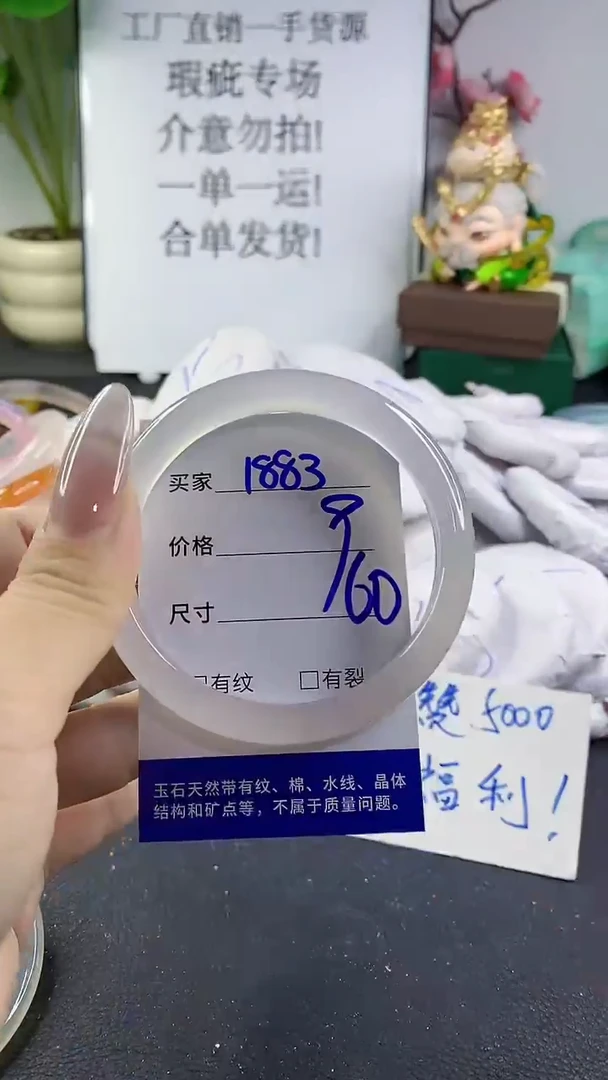 工厂直销一手货源
瑕疵专场
介意勿拍!
一单一运!
合单发货!
买家 1883
价格
尺寸 60
□有纹 □有裂
玉石天然带有纹、棉、水线、晶体
结构和矿点等，不属于质量问题。
赞 5000
福利!